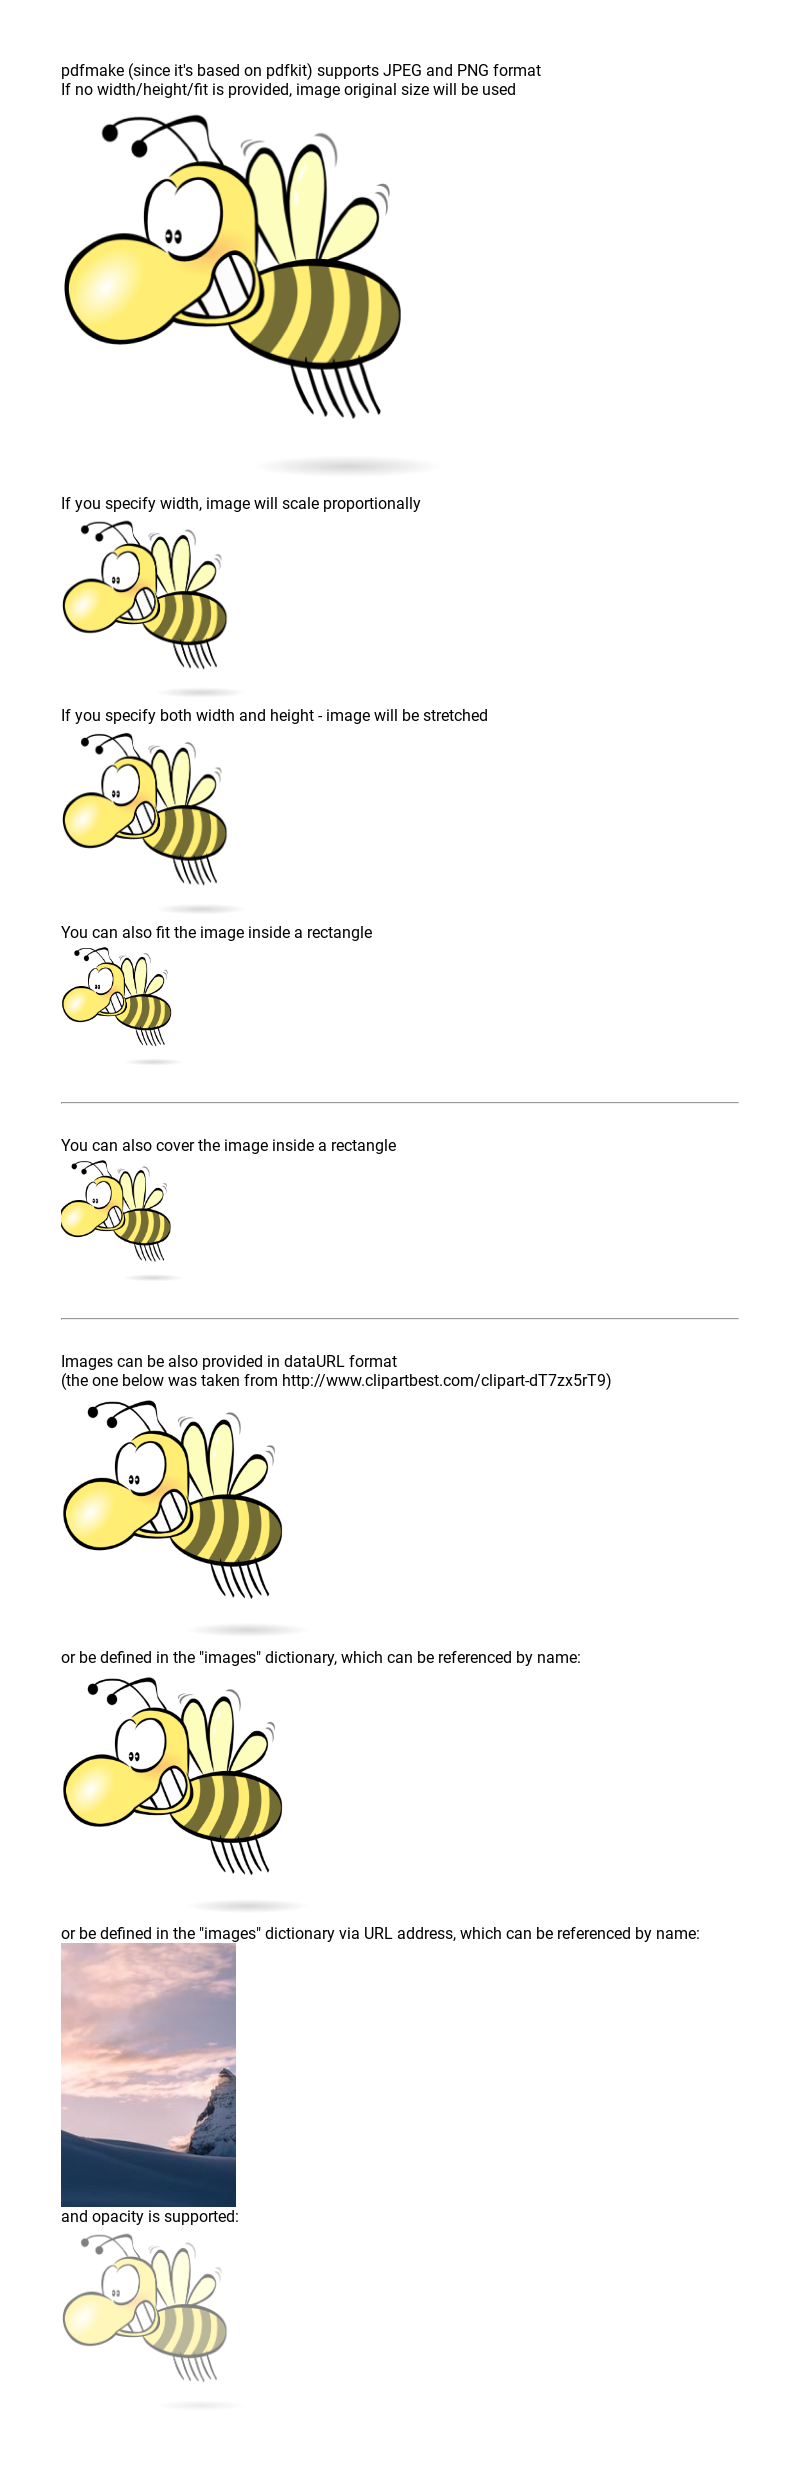 pdfmake (since it's based on pdfkit) supports JPEG and PNG format
If no width/height/fit is provided, image original size will be used
If you specify width, image will scale proportionally
If you specify both width and height - image will be stretched
You can also fit the image inside a rectangle
You can also cover the image inside a rectangle
Images can be also provided in dataURL format
(the one below was taken from http://www.clipartbest.com/clipart-dT7zx5rT9)
or be defined in the "images" dictionary, which can be referenced by name:
or be defined in the "images" dictionary via URL address, which can be referenced by name:
and opacity is supported: